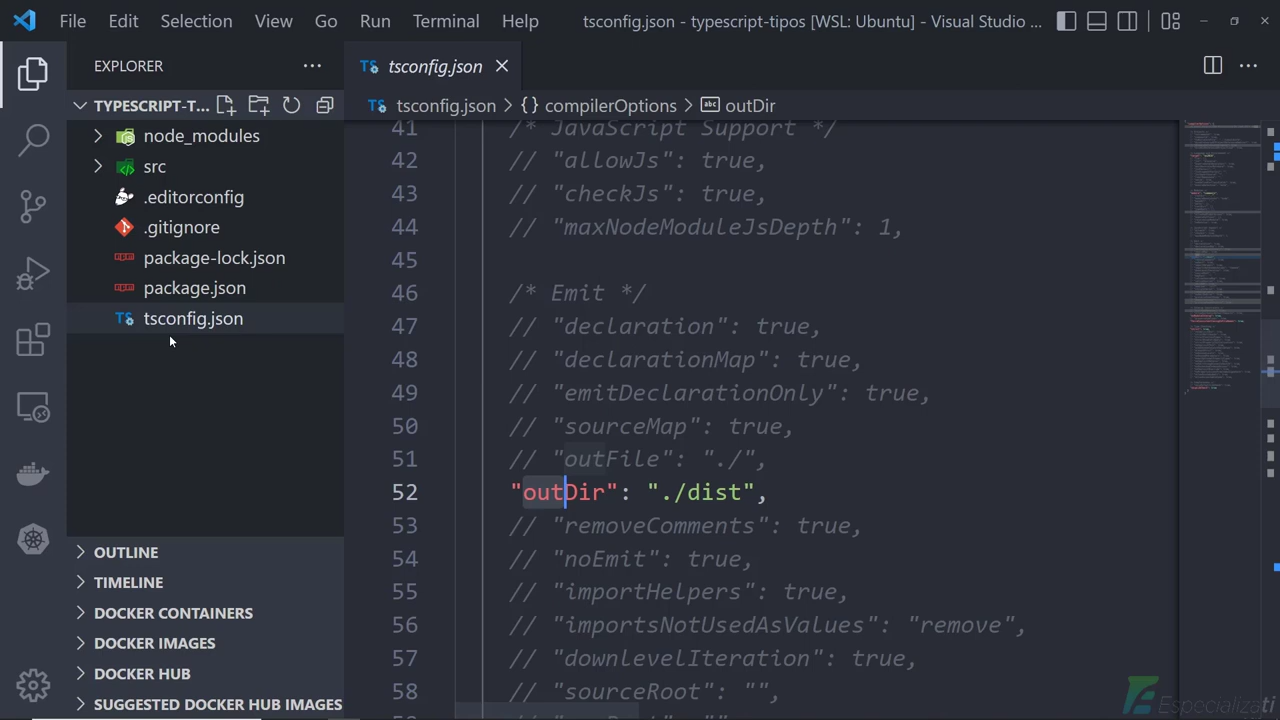 File Edit Selection View Go Run Terminal Help tsconfig.json - typescript-tipos [WSL: Ubuntu] - Visual Studio ...
EXPLORER ...
TYPESCRIPT-T...
node_modules
src
.editorconfig
.gitignore
package-lock.json
package.json
tsconfig.json
OUTLINE
TIMELINE
DOCKER CONTAINERS
DOCKER IMAGES
DOCKER HUB
SUGGESTED DOCKER HUB IMAGES
TS tsconfig.json
TS tsconfig.json > {} compilerOptions > abc outDir
41 /* JavaScript Support */
42 // "allowJs": true,
43 // "checkJs": true,
44 // "maxNodeModuleJsDepth": 1,
45
46 /* Emit */
47 // "declaration": true,
48 // "declarationMap": true,
49 // "emitDeclarationOnly": true,
50 // "sourceMap": true,
51 // "outFile": "./",
52 "outDir": "./dist",
53 // "removeComments": true,
54 // "noEmit": true,
55 // "importHelpers": true,
56 // "importsNotUsedAsValues": "remove",
57 // "downlevelIteration": true,
58 // "sourceRoot": "",
Especializati